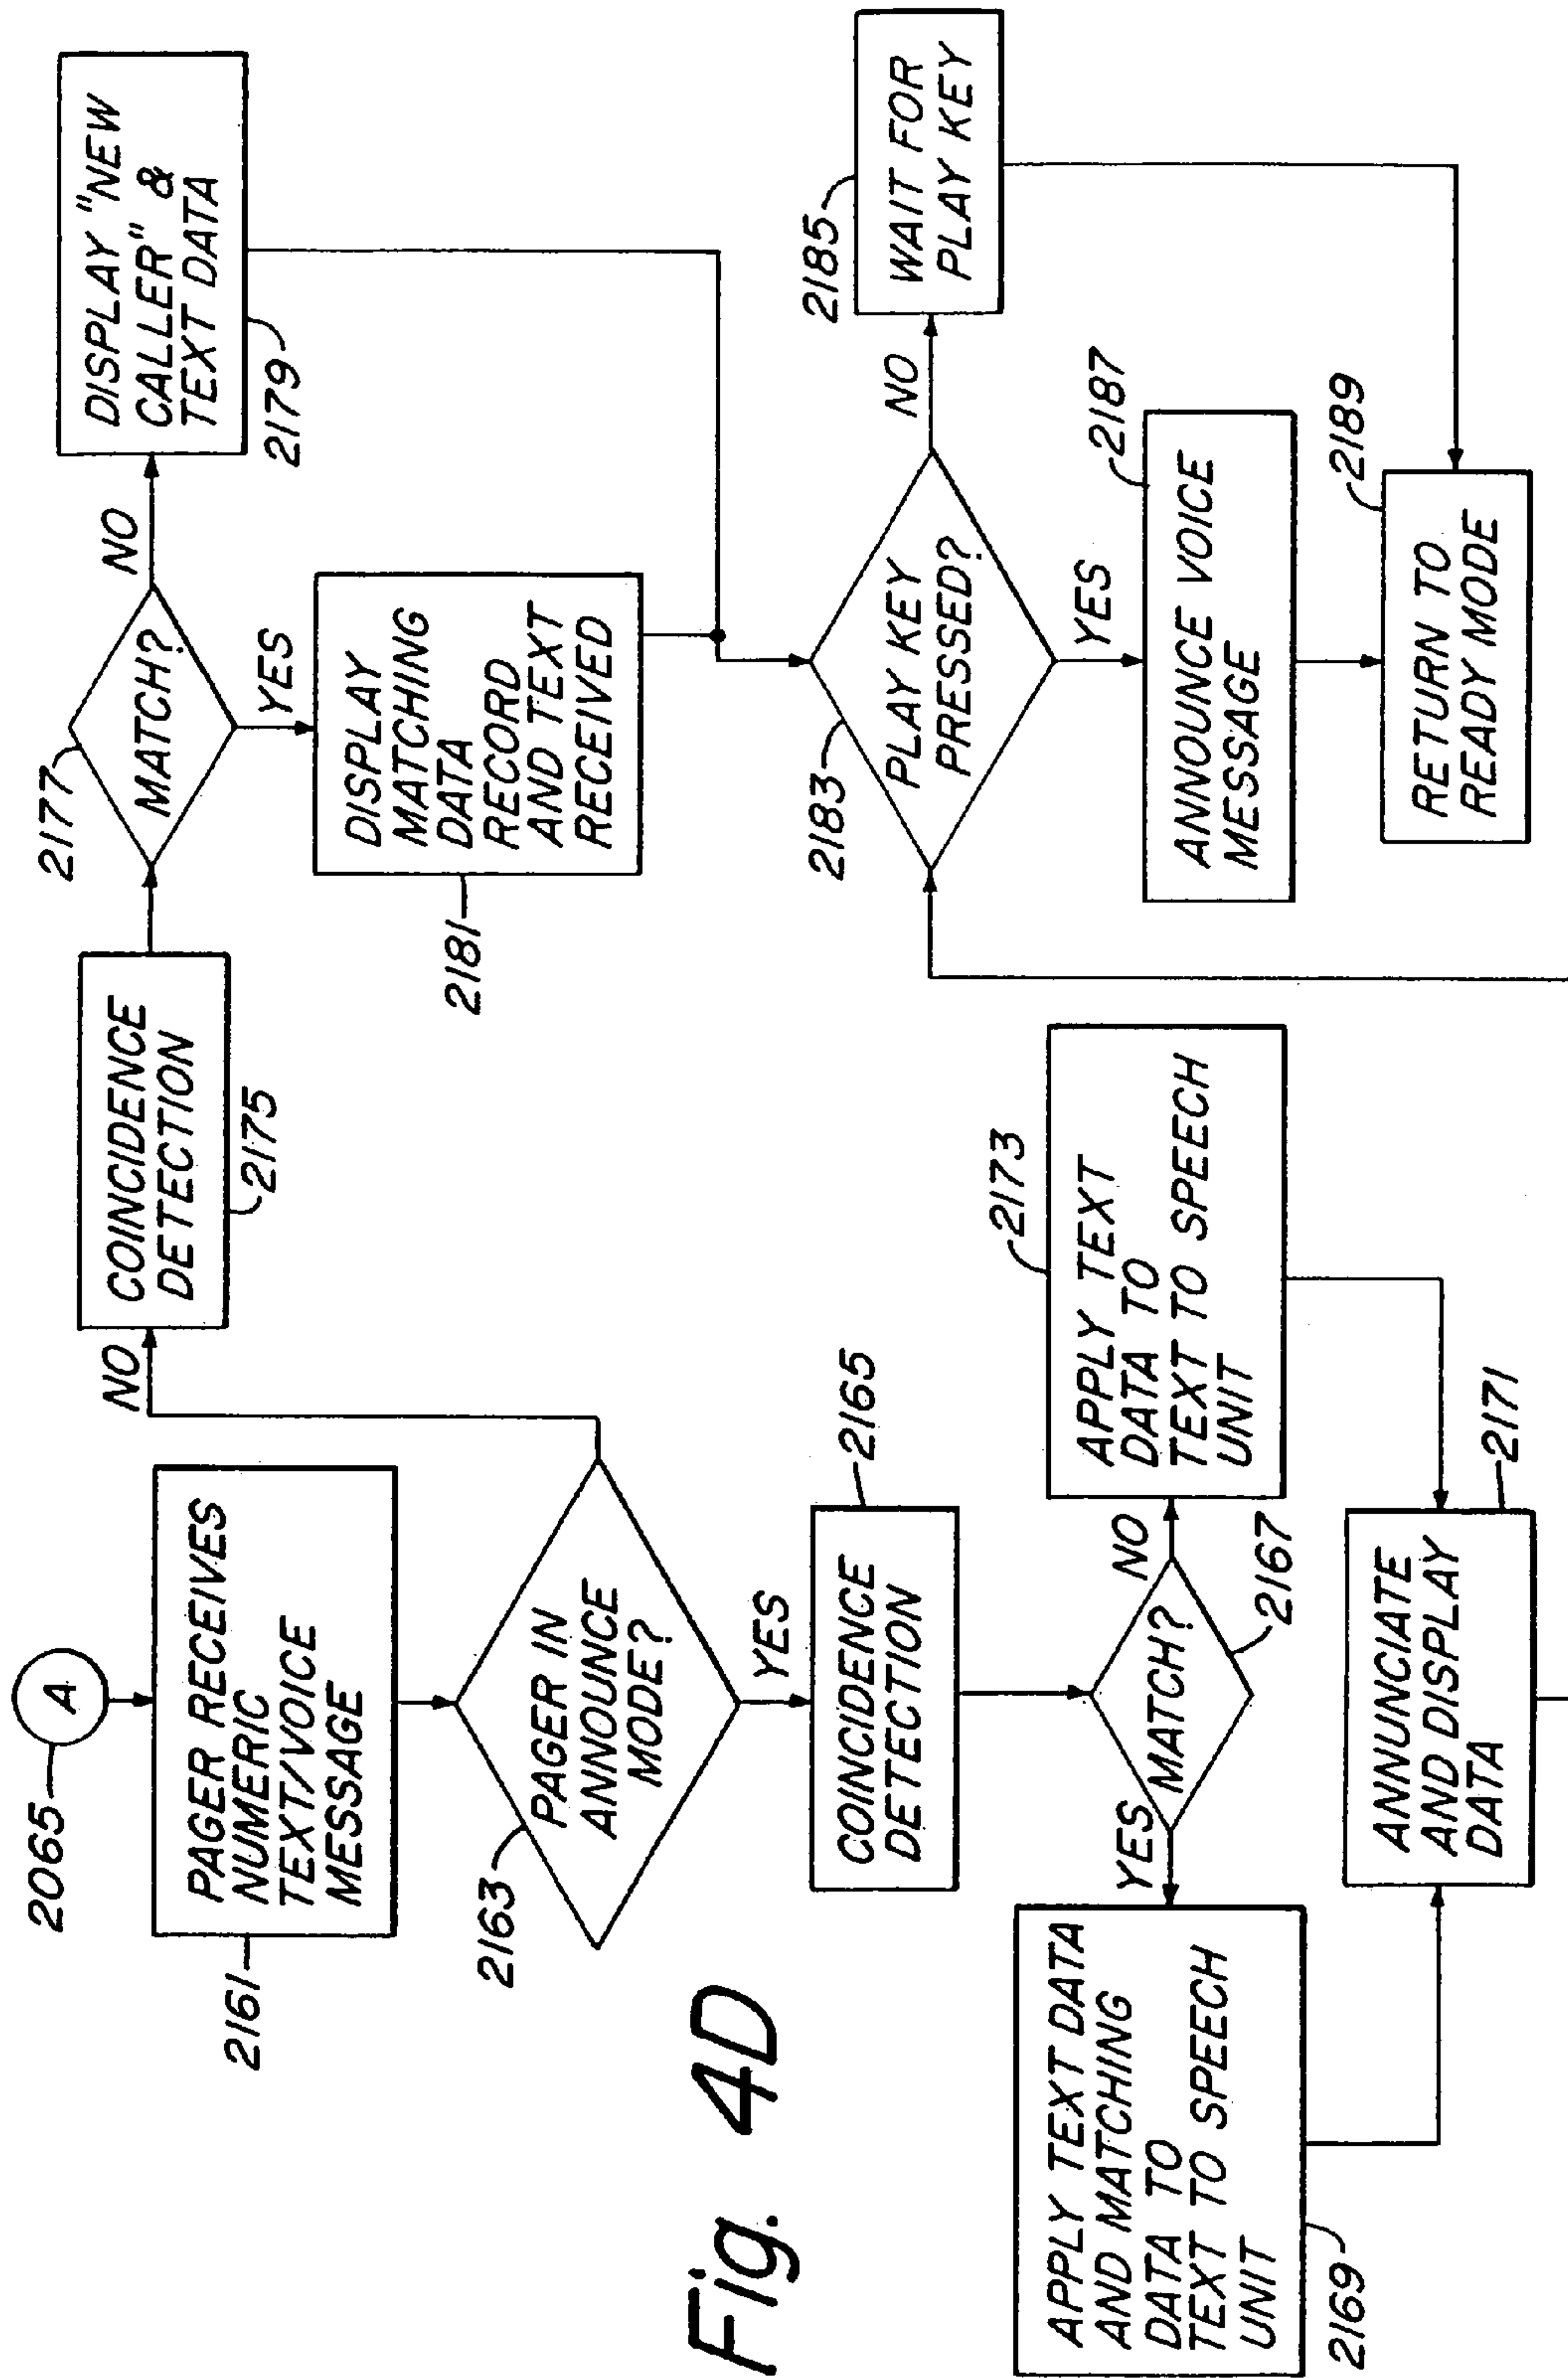 2065
A
PAGER RECEIVES
NUMERIC
TEXT/VOICE
MESSAGE
2161
PAGER IN
ANNOUNCE
MODE?
2163
NO
YES
COINCIDENCE
DETECTION
2165
MATCH?
2167
YES
NO
APPLY TEXT DATA
AND MATCHING
DATA TO
TEXT TO SPEECH
UNIT
2169
APPLY TEXT
DATA TO
TEXT TO SPEECH
UNIT
2173
ANNUNCIATE
AND DISPLAY
DATA
2171
COINCIDENCE
DETECTION
2175
2177
MATCH?
NO
YES
DISPLAY "NEW
CALLER" &
TEXT DATA
2179
DISPLAY
MATCHING
DATA
RECORD
AND TEXT
RECEIVED
2181
2183
PLAY KEY
PRESSED?
NO
YES
2185
WAIT FOR
PLAY KEY
ANNOUNCE VOICE
MESSAGE
2187
RETURN TO
READY MODE
2189
Fig. 4D